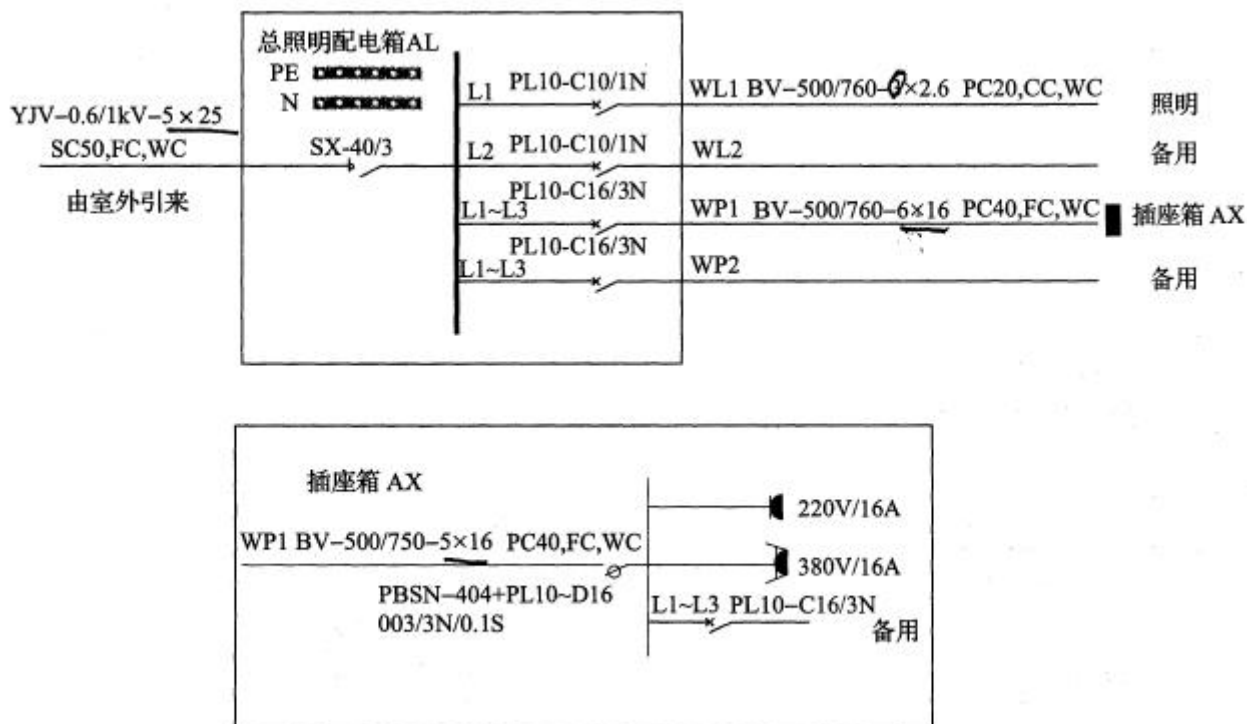 总照明配电箱AL
PE
N
YJV-0.6/1kV-5×25
SC50,FC,WC
由室外引来
SX-40/3
L1 PL10-C10/1N WL1 BV-500/760-3×2.6 PC20,CC,WC 照明
L2 PL10-C10/1N WL2 备用
L1~L3 PL10-C16/3N WP1 BV-500/760-6×16 PC40,FC,WC 插座箱 AX
L1~L3 PL10-C16/3N WP2 备用
插座箱 AX
WP1 BV-500/750-5×16 PC40,FC,WC
PBSN-404+PL10~D16
003/3N/0.1S
220V/16A
380V/16A
L1~L3 PL10-C16/3N
备用